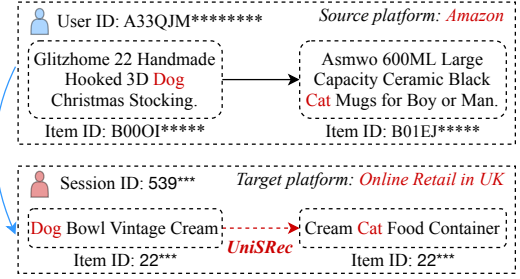 User ID: A33QJM******** Source platform: Amazon
Glitzhome 22 Handmade
Hooked 3D Dog
Christmas Stocking.
Asmwo 600ML Large
Capacity Ceramic Black
Cat Mugs for Boy or Man.
Item ID: B00OI***** Item ID: B01EJ*****
Session ID: 539*** Target platform: Online Retail in UK
Dog Bowl Vintage Cream Cream Cat Food Container
UniSRec
Item ID: 22*** Item ID: 22***